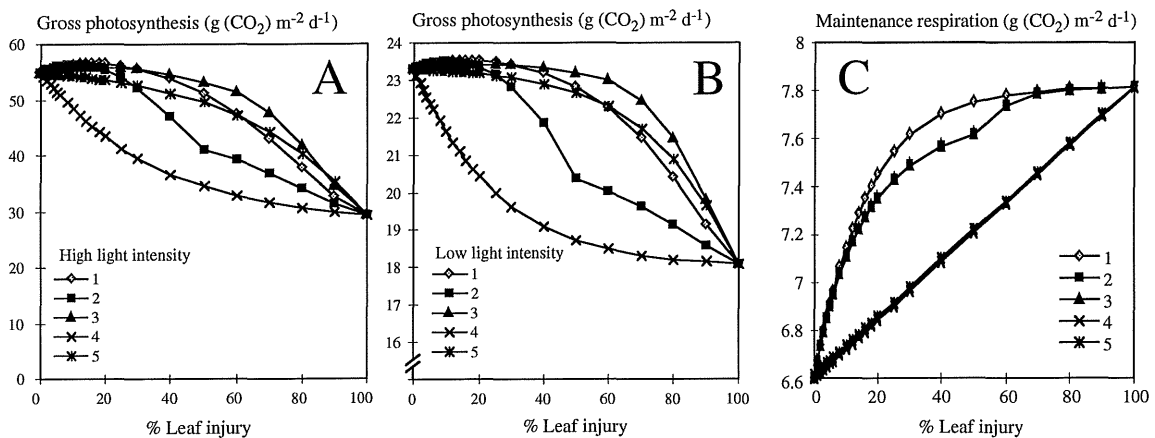 Gross photosynthesis (g (CO2) m-2 d-1)
60
50
40
30
20
10
0
A
High light intensity
1
2
3
4
5
0 20 40 60 80 100
% Leaf injury
Gross photosynthesis (g (CO2) m-2 d-1)
24
23
22
21
20
19
18
17
16
B
Low light intensity
1
2
3
4
5
0 20 40 60 80 100
% Leaf injury
Maintenance respiration (g (CO2) m-2 d-1)
8
7.8
7.6
7.4
7.2
7
6.8
6.6
C
1
2
3
4
5
0 20 40 60 80 100
% Leaf injury